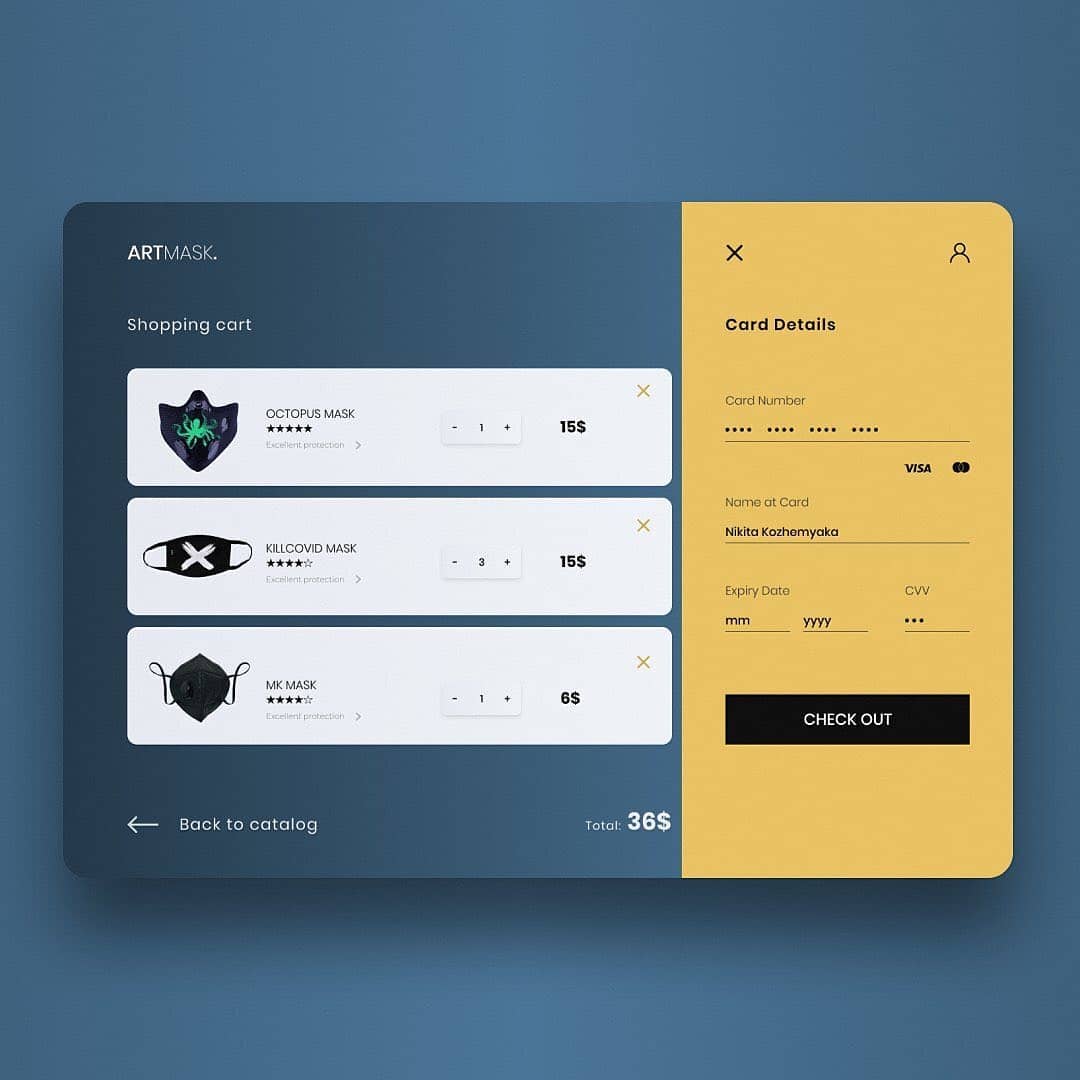 ARTMASK.
Shopping cart
OCTOPUS MASK
★★★★★
Excellent protection >
- 1 +
15$
KILLCOVID MASK
★★★★☆
Excellent protection >
- 3 +
15$
MK MASK
★★★★☆
Excellent protection >
- 1 +
6$
Back to catalog
Total: 36$
Card Details
Card Number
•••• •••• •••• ••••
VISA
Name at Card
Nikita Kozhemyaka
Expiry Date CVV
mm yyyy •••
CHECK OUT